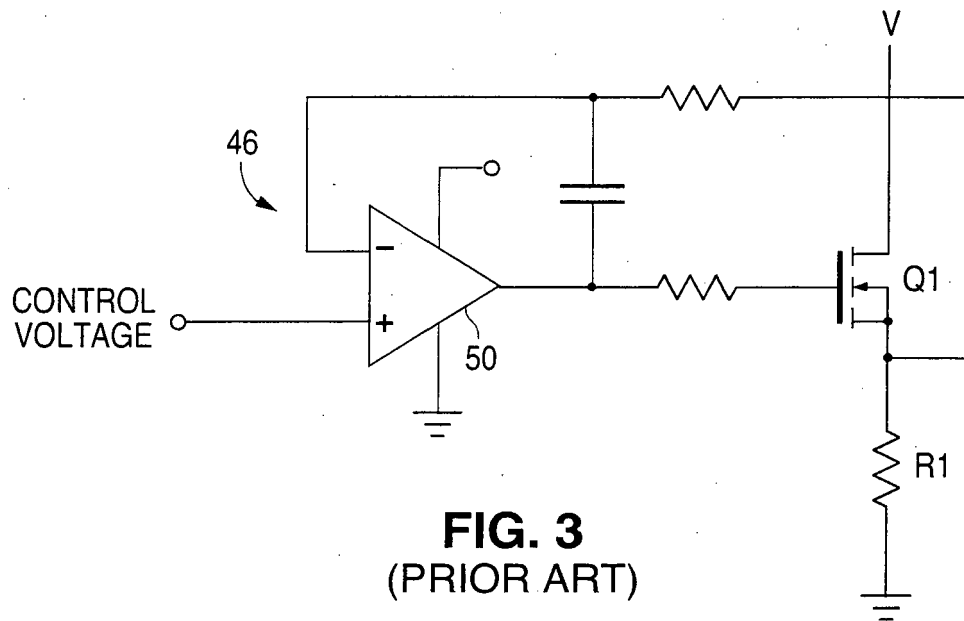 V
46
−
Q1
CONTROL
VOLTAGE
+
50
R1
FIG. 3
(PRIOR ART)